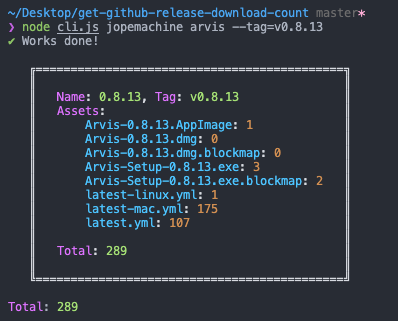 ~/Desktop/get-github-release-download-count master*
❯ node cli.js jopemachine arvis --tag=v0.8.13
✔ Works done!
Name: 0.8.13, Tag: v0.8.13
Assets:
Arvis-0.8.13.AppImage: 1
Arvis-0.8.13.dmg: 0
Arvis-0.8.13.dmg.blockmap: 0
Arvis-Setup-0.8.13.exe: 3
Arvis-Setup-0.8.13.exe.blockmap: 2
latest-linux.yml: 1
latest-mac.yml: 175
latest.yml: 107
Total: 289
Total: 289